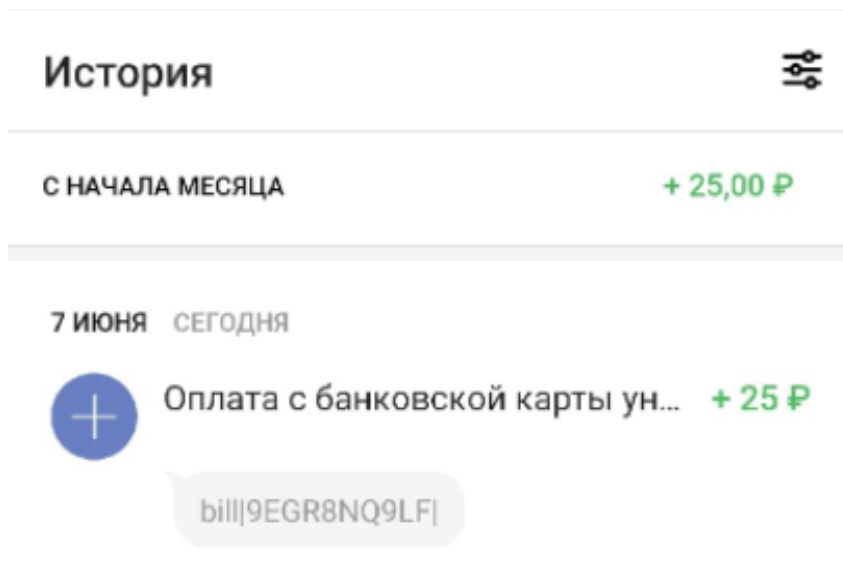 История
С НАЧАЛА МЕСЯЦА + 25,00 ₽
7 ИЮНЯ СЕГОДНЯ
Оплата с банковской карты ун... + 25 ₽
bill|9EGR8NQ9LF|